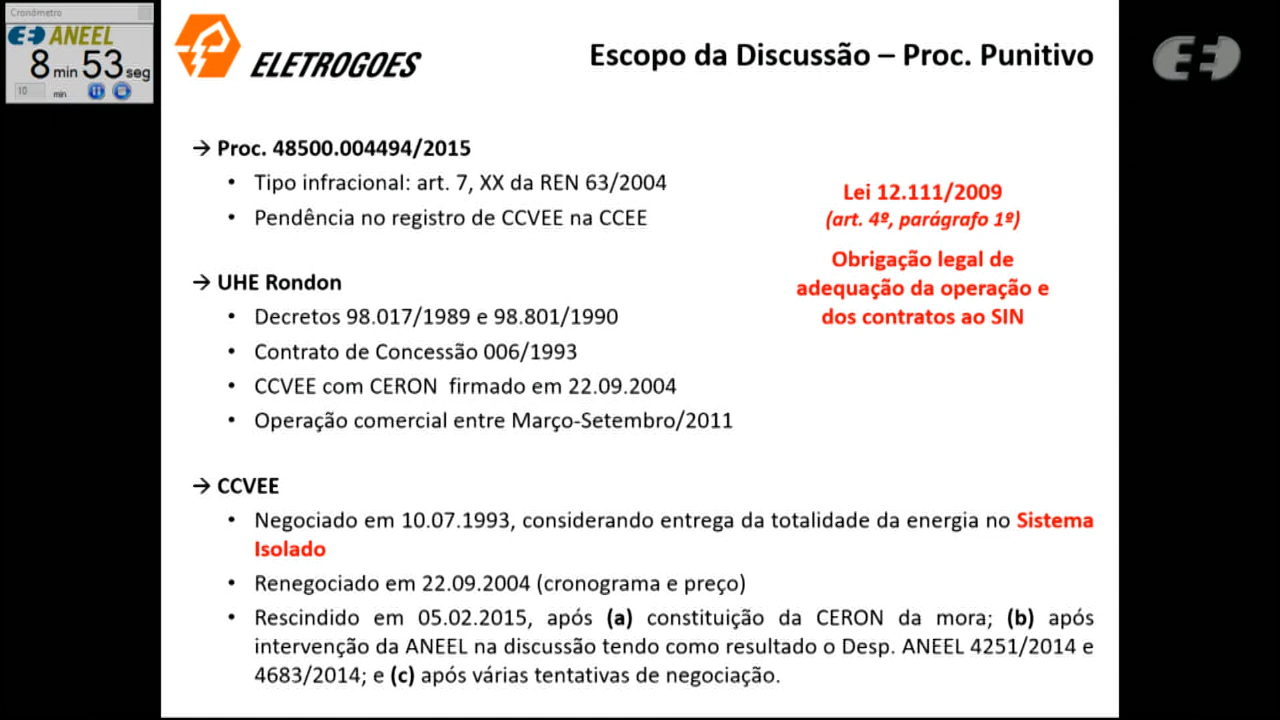 Cronômetro
ANEEL
8 min 53 seg
10 min
ELETROGOES
Escopo da Discussão – Proc. Punitivo
→ Proc. 48500.004494/2015
• Tipo infracional: art. 7, XX da REN 63/2004
• Pendência no registro de CCVEE na CCEE
Lei 12.111/2009
(art. 4º, parágrafo 1º)
Obrigação legal de
adequação da operação e
dos contratos ao SIN
→ UHE Rondon
• Decretos 98.017/1989 e 98.801/1990
• Contrato de Concessão 006/1993
• CCVEE com CERON firmado em 22.09.2004
• Operação comercial entre Março-Setembro/2011
→ CCVEE
• Negociado em 10.07.1993, considerando entrega da totalidade da energia no Sistema
Isolado
• Renegociado em 22.09.2004 (cronograma e preço)
• Rescindido em 05.02.2015, após (a) constituição da CERON da mora; (b) após
intervenção da ANEEL na discussão tendo como resultado o Desp. ANEEL 4251/2014 e
4683/2014; e (c) após várias tentativas de negociação.